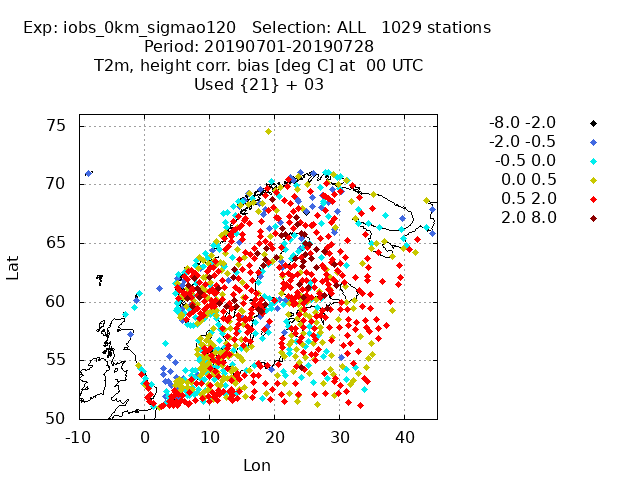 Exp: iobs_0km_sigmao120   Selection: ALL   1029 stations
Period: 20190701-20190728
T2m, height corr. bias [deg C] at  00 UTC
Used {21} + 03
-8.0 -2.0
-2.0 -0.5
-0.5 0.0
0.0 0.5
0.5 2.0
2.0 8.0
75
70
65
60
55
50
Lat
-10 0 10 20 30 40
Lon